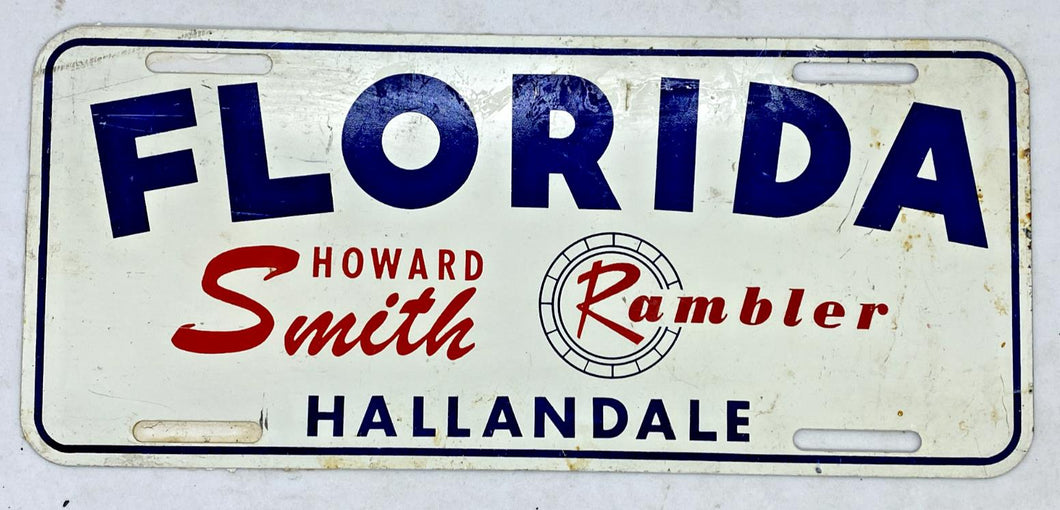 FLORIDA
HOWARD
Smith
Rambler
HALLANDALE